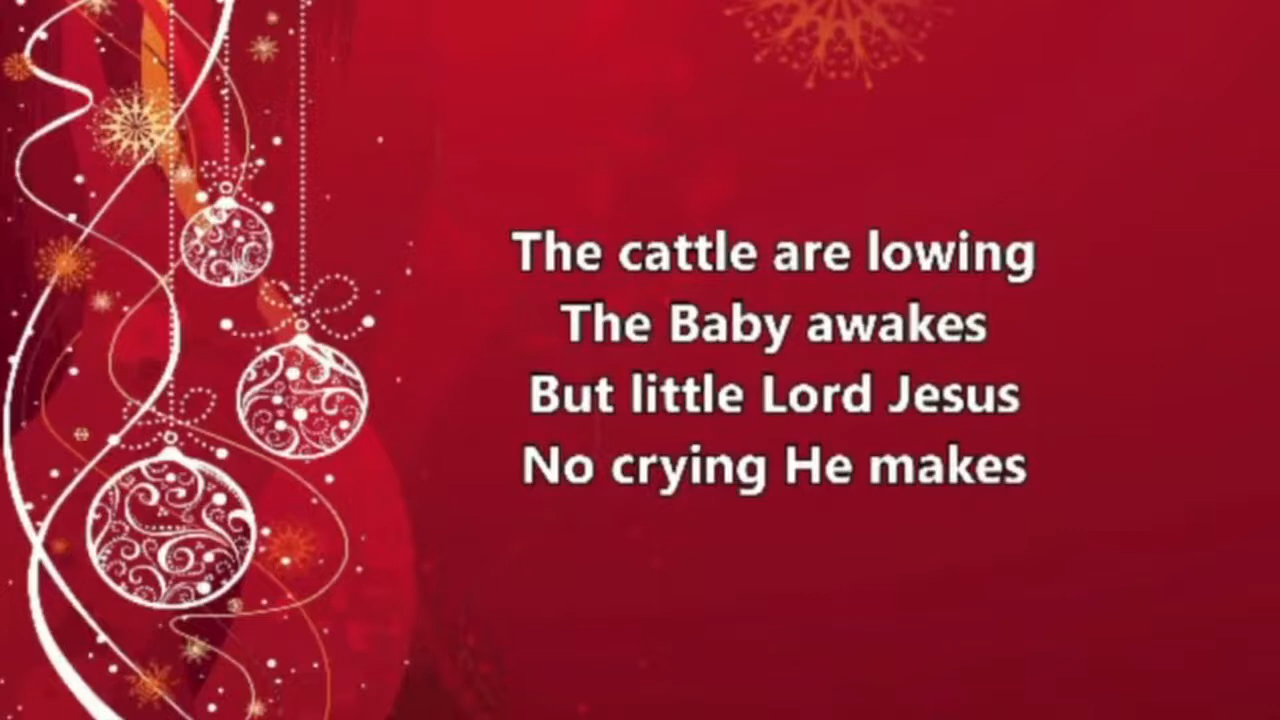 The cattle are lowing
The Baby awakes
But little Lord Jesus
No crying He makes